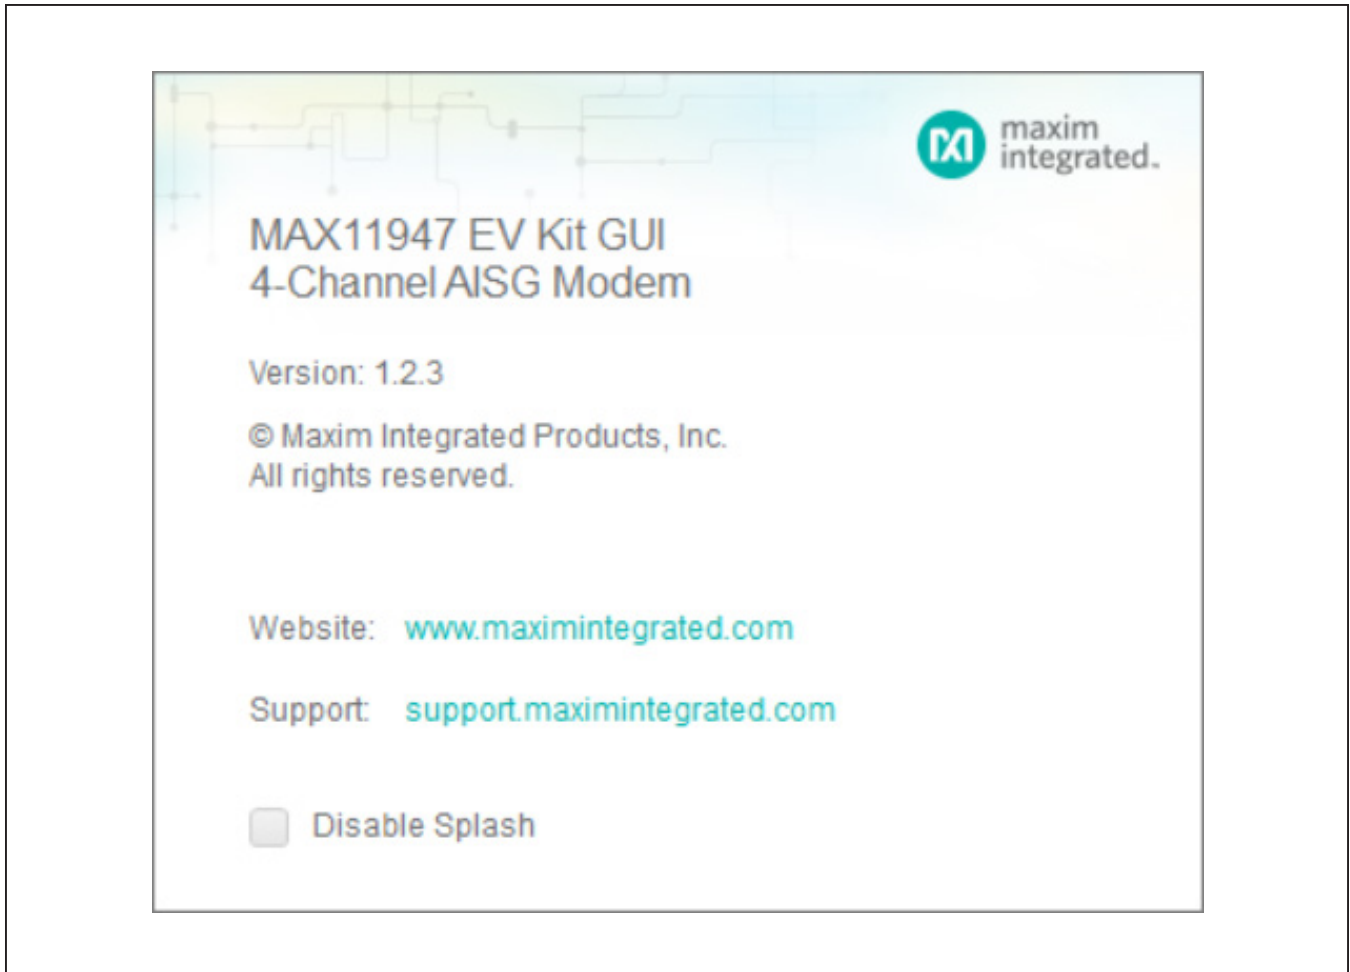 maxim
integrated™
MAX11947 EV Kit GUI
4-Channel AISG Modem
Version: 1.2.3
© Maxim Integrated Products, Inc.
All rights reserved.
Website: www.maximintegrated.com
Support: support.maximintegrated.com
Disable Splash